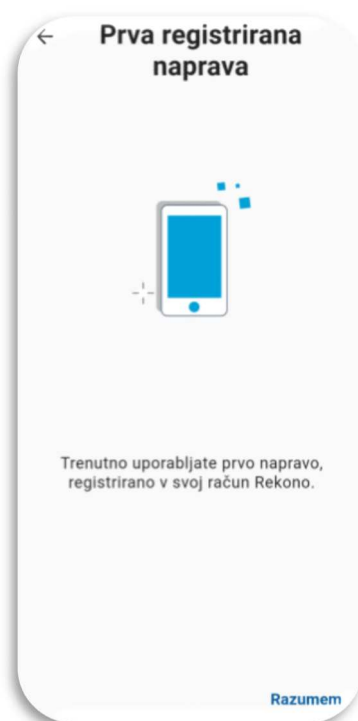 Prva registrirana
naprava
Trenutno uporabljate prvo napravo,
registrirano v svoj račun Rekono.
Razumem